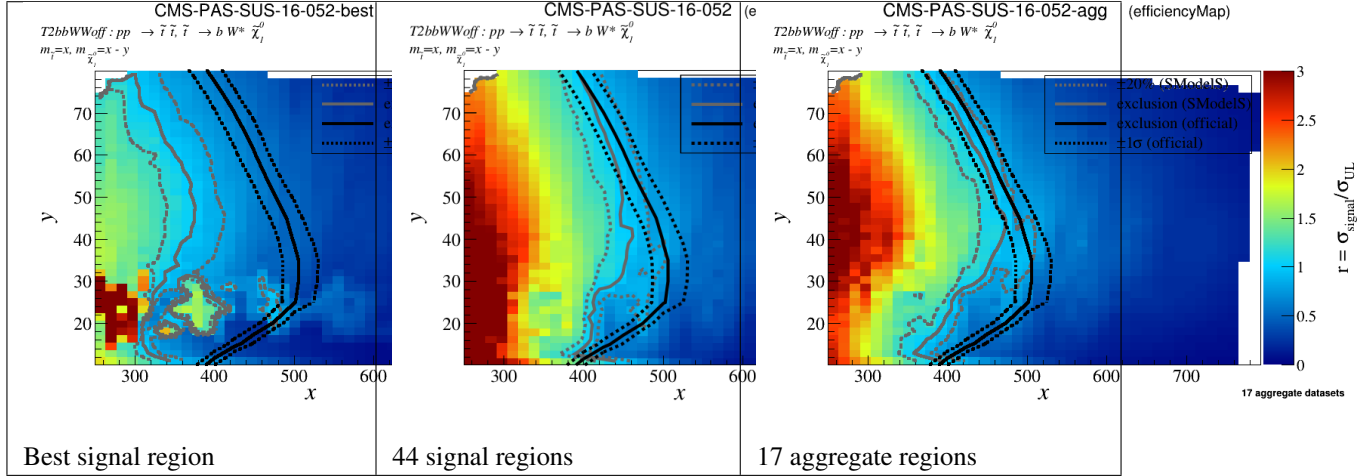 CMS-PAS-SUS-16-052-best
T2bbWWoff : pp → t̃ t̃, t̃ → b W* χ̃₁⁰
m_t̃=x, m_χ̃₁⁰=x - y
y
70
60
50
40
30
20
300
400
500
600
x
±
e
e
±
Best signal region
CMS-PAS-SUS-16-052 (e
T2bbWWoff : pp → t̃ t̃, t̃ → b W* χ̃₁⁰
m_t̃=x, m_χ̃₁⁰=x - y
y
70
60
50
40
30
20
300
400
500
600
x
44 signal regions
CMS-PAS-SUS-16-052-agg (efficiencyMap)
T2bbWWoff : pp → t̃ t̃, t̃ → b W* χ̃₁⁰
m_t̃=x, m_χ̃₁⁰=x - y
y
70
60
50
40
30
20
300
400
500
600
700
x
±20% (SModelS)
exclusion (SModelS)
exclusion (official)
±1σ (official)
3
2.5
2
1.5
1
0.5
0
r = σ_signal/σ_UL
17 aggregate datasets
17 aggregate regions